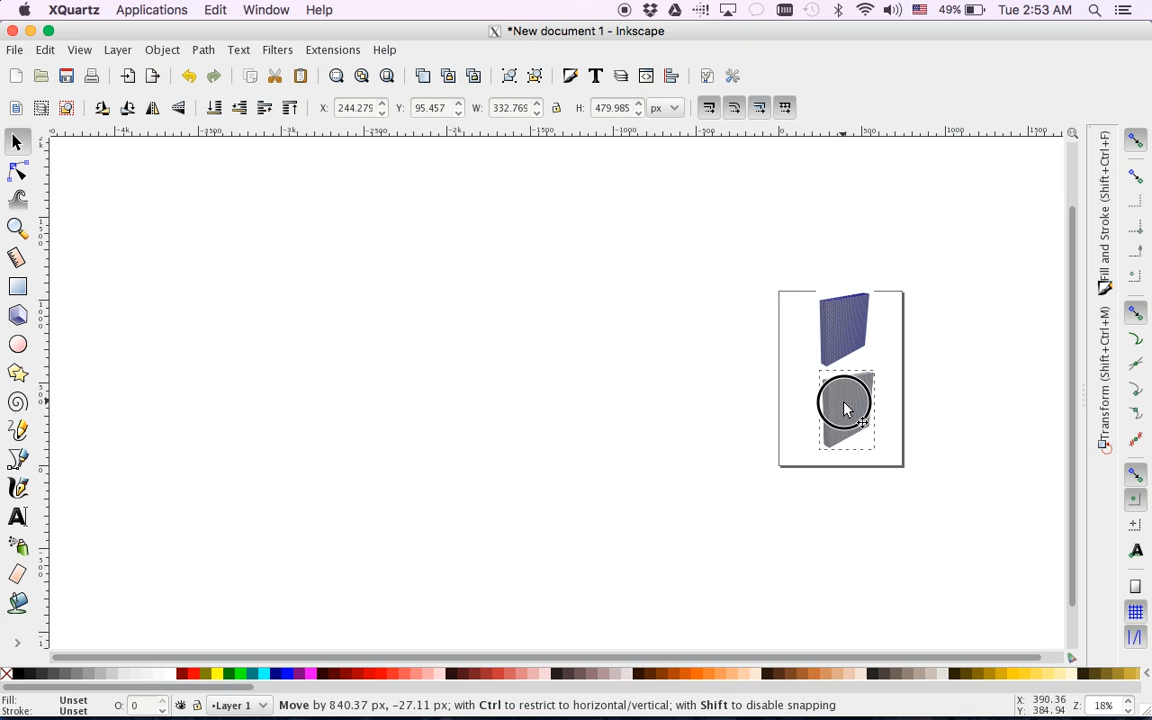 XQuartz Applications Edit Window Help 49% Tue 2:53 AM
*New document 1 - Inkscape
File Edit View Layer Object Path Text Filters Extensions Help
X: 244.279 Y: 95.457 W: 332.769 H: 479.985 px
Fill and Stroke (Shift+Ctrl+F)
Transform (Shift+Ctrl+M)
Fill: Unset
Stroke: Unset
O: 0
•Layer 1
Move by 840.37 px, -27.11 px; with Ctrl to restrict to horizontal/vertical; with Shift to disable snapping
X: 390.36
Y: 384.94
Z: 18%